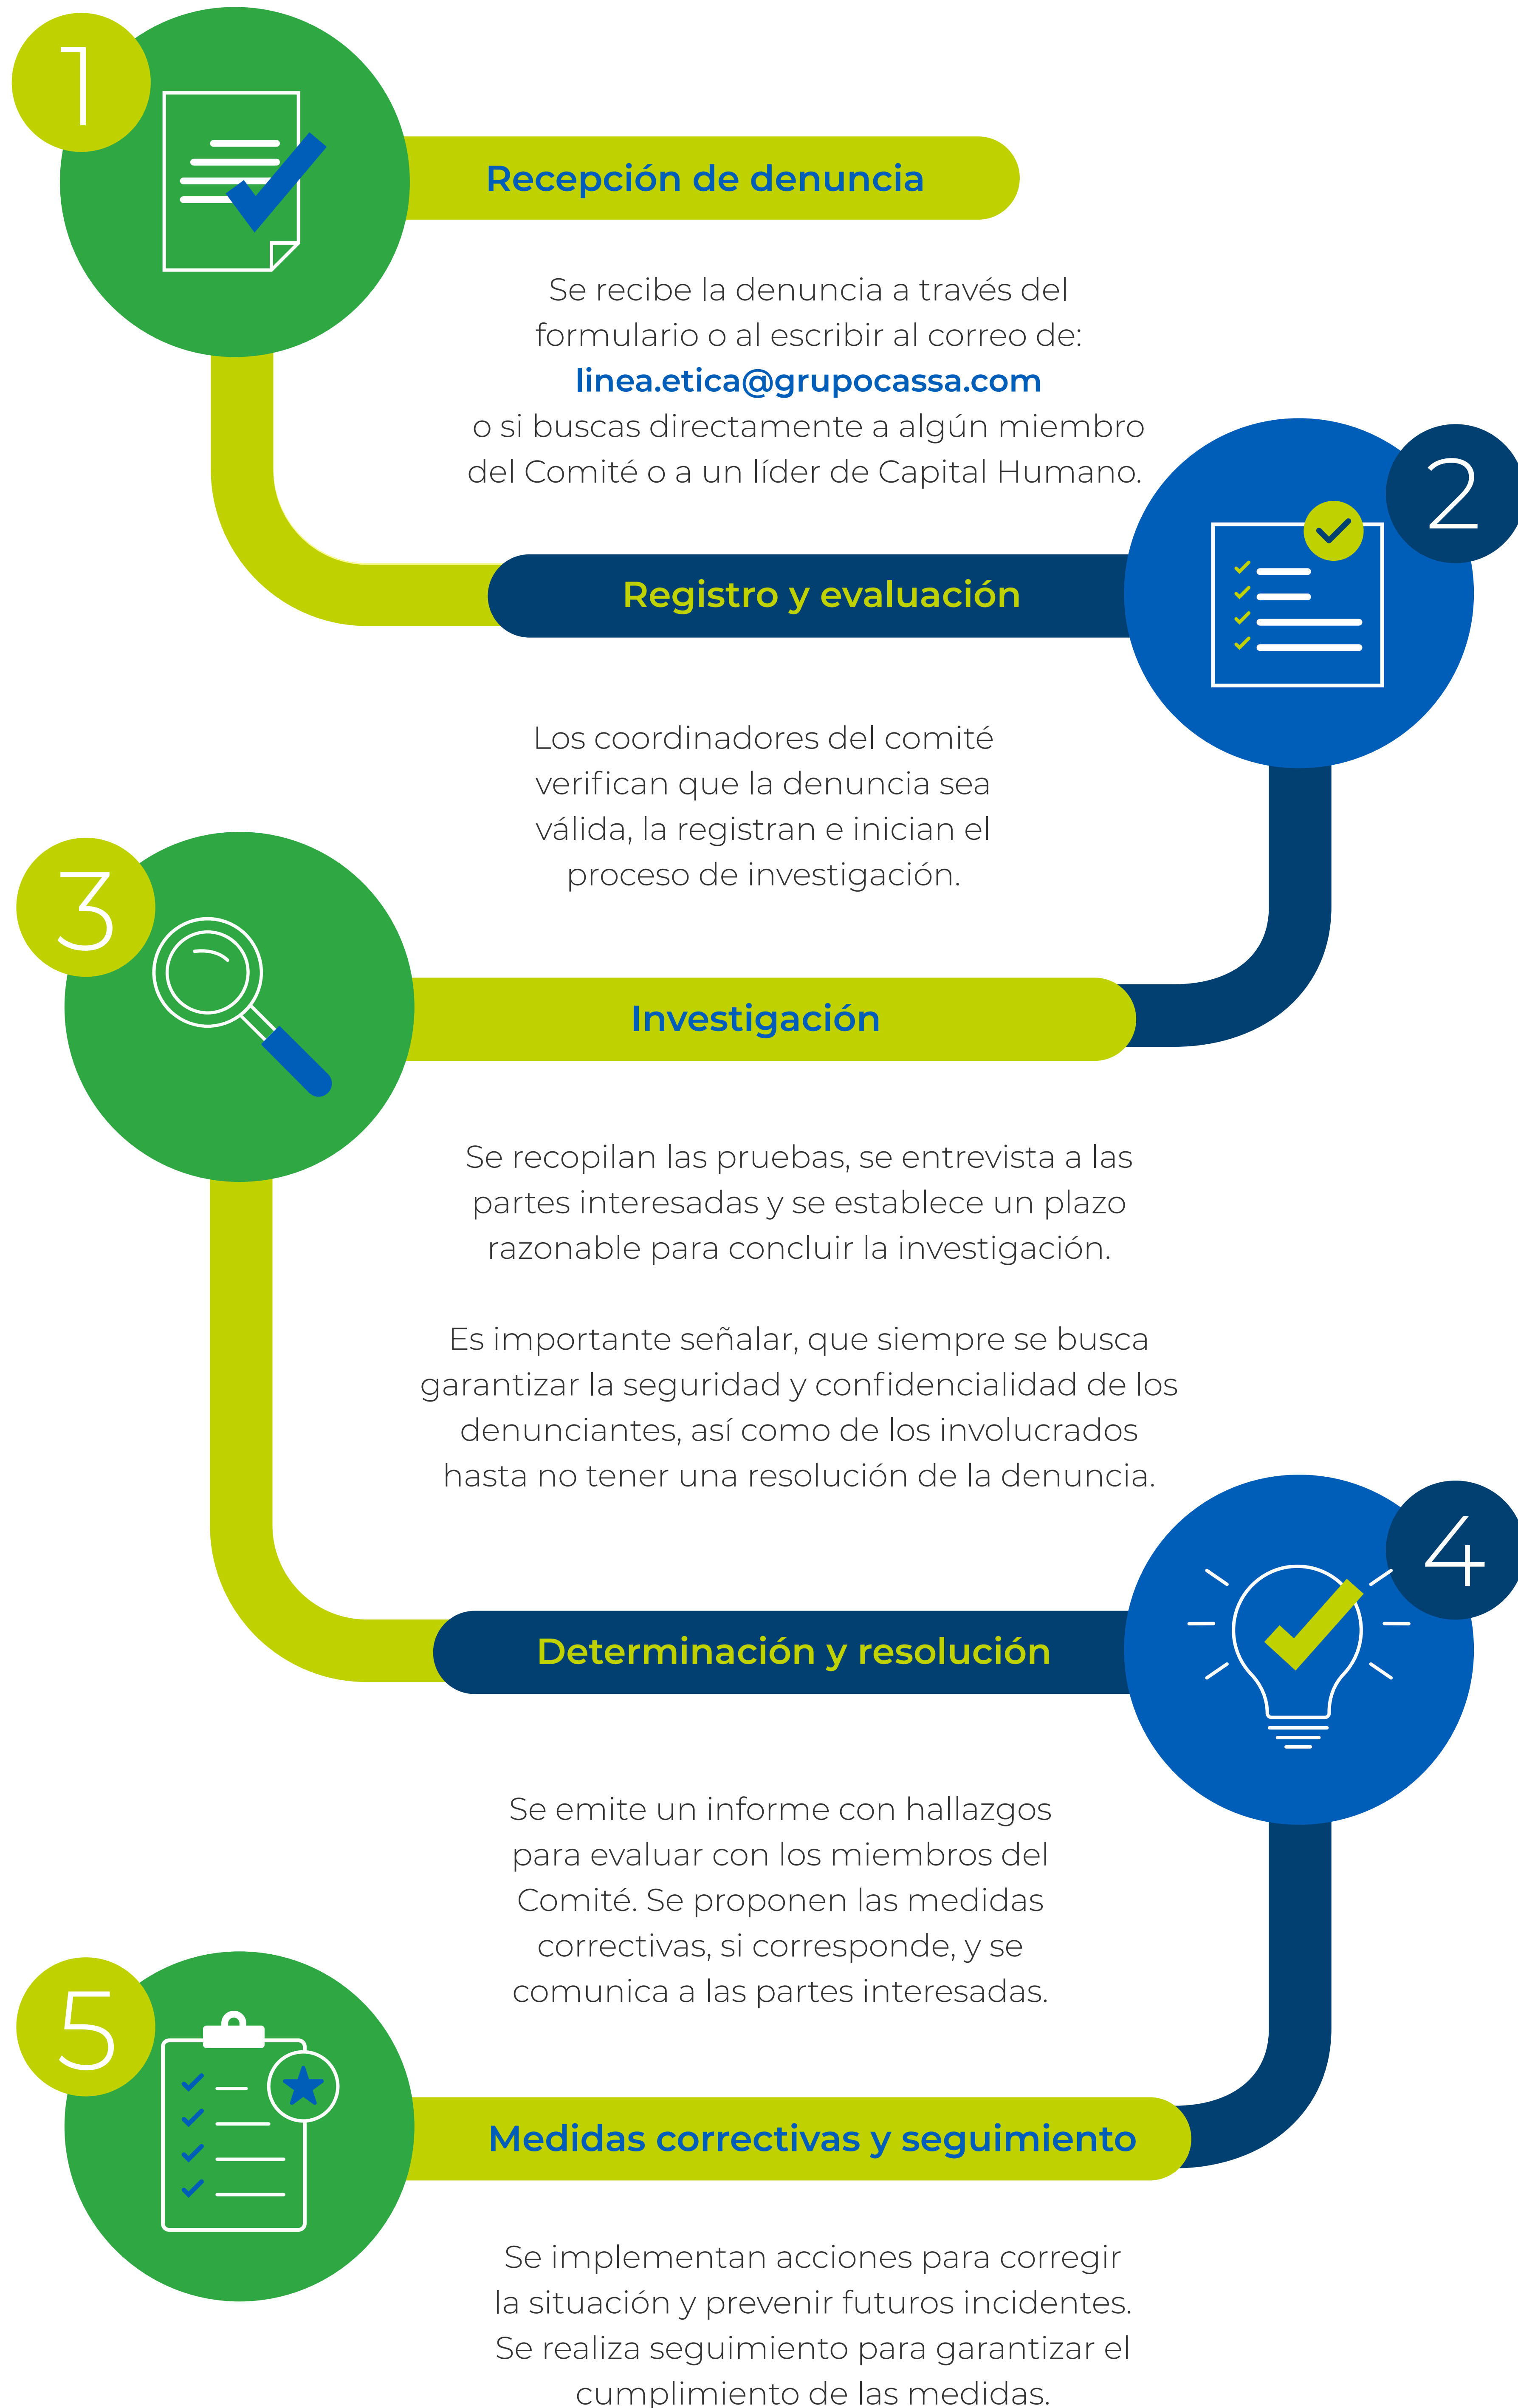 1
Recepción de denuncia
Se recibe la denuncia a través del
formulario o al escribir al correo de:
linea.etica@grupocassa.com
o si buscas directamente a algún miembro
del Comité o a un líder de Capital Humano.
2
Registro y evaluación
Los coordinadores del comité
verifican que la denuncia sea
válida, la registran e inician el
proceso de investigación.
3
Investigación
Se recopilan las pruebas, se entrevista a las
partes interesadas y se establece un plazo
razonable para concluir la investigación.
Es importante señalar, que siempre se busca
garantizar la seguridad y confidencialidad de los
denunciantes, así como de los involucrados
hasta no tener una resolución de la denuncia.
4
Determinación y resolución
Se emite un informe con hallazgos
para evaluar con los miembros del
Comité. Se proponen las medidas
correctivas, si corresponde, y se
comunica a las partes interesadas.
5
Medidas correctivas y seguimiento
Se implementan acciones para corregir
la situación y prevenir futuros incidentes.
Se realiza seguimiento para garantizar el
cumplimiento de las medidas.